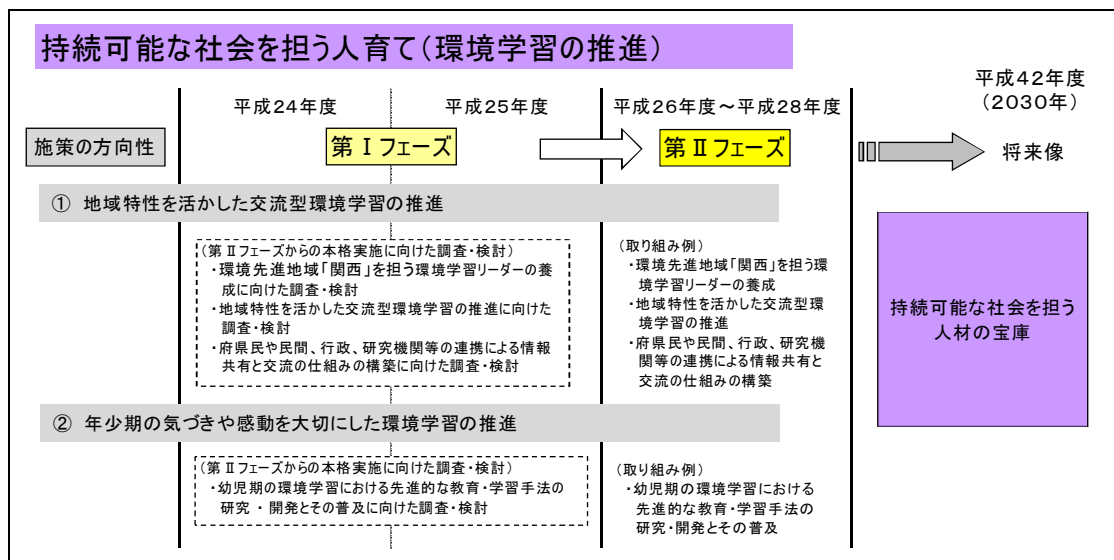 持続可能な社会を担う人育て(環境学習の推進)
平成24年度
平成25年度
平成26年度～平成28年度
平成42年度
(2030年)
施策の方向性
第Ⅰフェーズ
第Ⅱフェーズ
将来像
① 地域特性を活かした交流型環境学習の推進
(第Ⅱフェーズからの本格実施に向けた調査・検討)
・環境先進地域「関西」を担う環境学習リーダーの養
成に向けた調査・検討
・地域特性を活かした交流型環境学習の推進に向けた
調査・検討
・府県民や民間、行政、研究機関等の連携による情報
共有と交流の仕組みの構築に向けた調査・検討
(取り組み例)
・環境先進地域「関西」を担う環
境学習リーダーの養成
・地域特性を活かした交流型環
境学習の推進
・府県民や民間、行政、研究機
関等の連携による情報共有と
交流の仕組みの構築
持続可能な社会を担う
人材の宝庫
② 年少期の気づきや感動を大切にした環境学習の推進
(第Ⅱフェーズからの本格実施に向けた調査・検討)
・幼児期の環境学習における先進的な教育・学習手法の
研究 ・開発とその普及に向けた調査・検討
(取り組み例)
・幼児期の環境学習における
先進的な教育・学習手法の
研究・開発とその普及